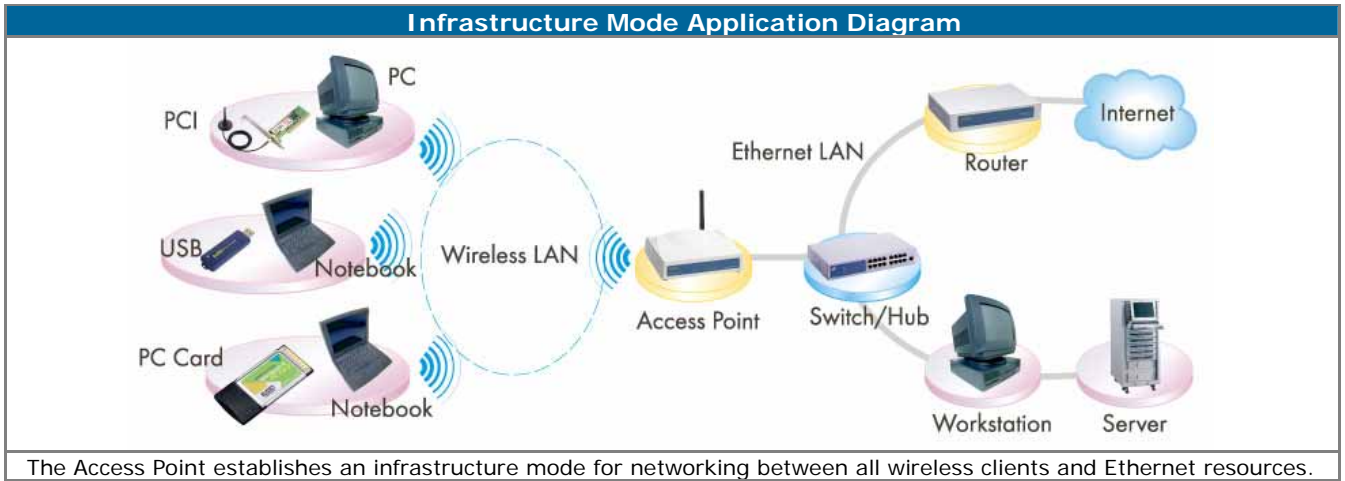 Infrastructure Mode Application Diagram
PC
PCI
Internet
Ethernet LAN
Router
USB
Notebook
Wireless LAN
Access Point
Switch/Hub
PC Card
Notebook
Workstation
Server
The Access Point establishes an infrastructure mode for networking between all wireless clients and Ethernet resources.